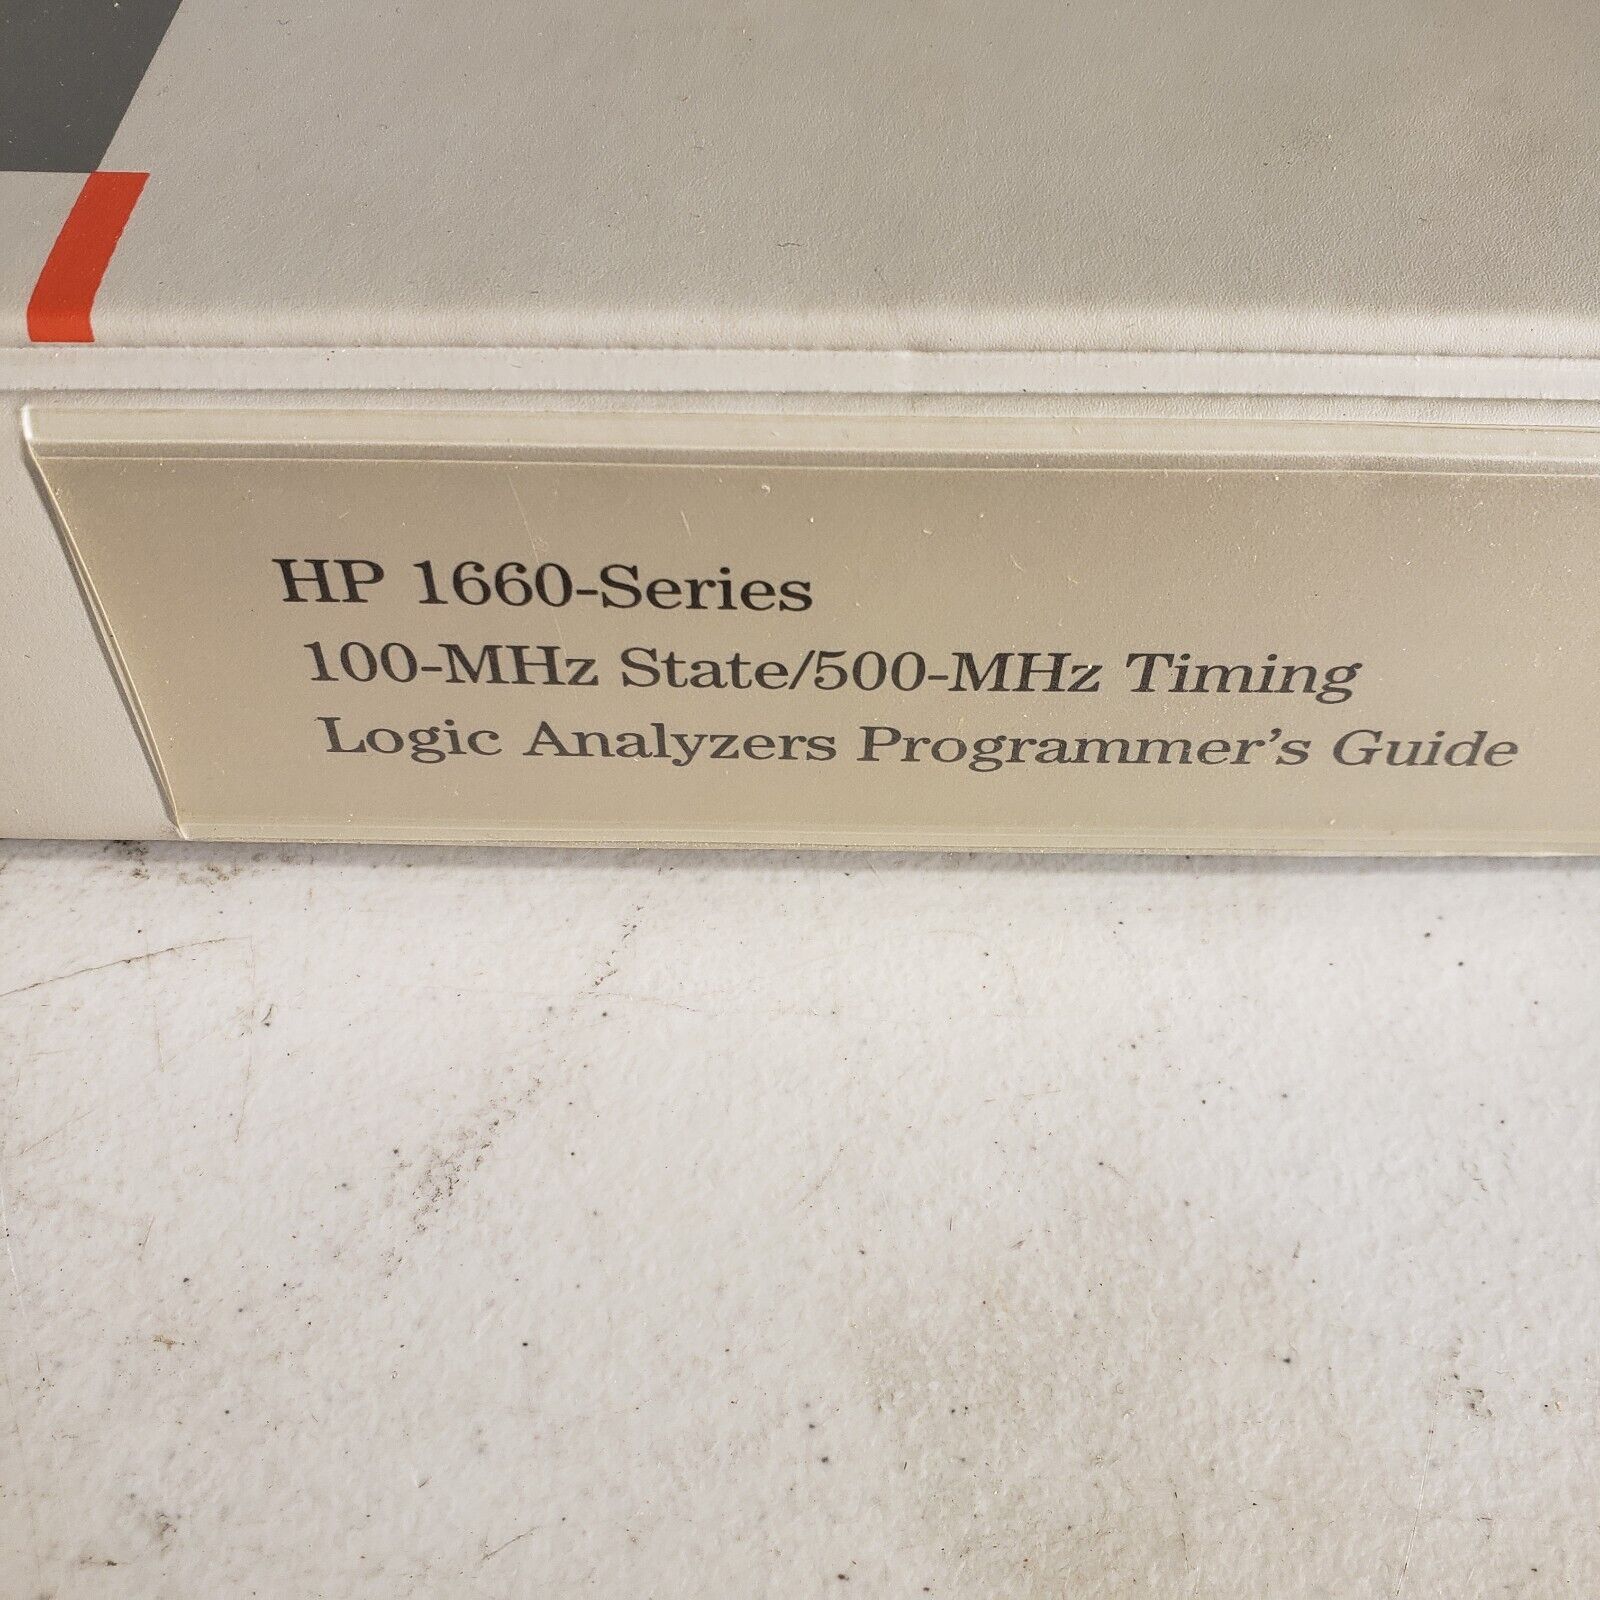 HP 1660-Series
100-MHz State/500-MHz Timing
Logic Analyzers Programmer's Guide